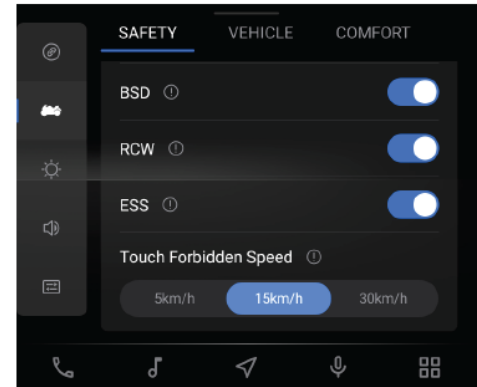 SAFETY VEHICLE COMFORT
BSD
RCW
ESS
Touch Forbidden Speed
5km/h 15km/h 30km/h